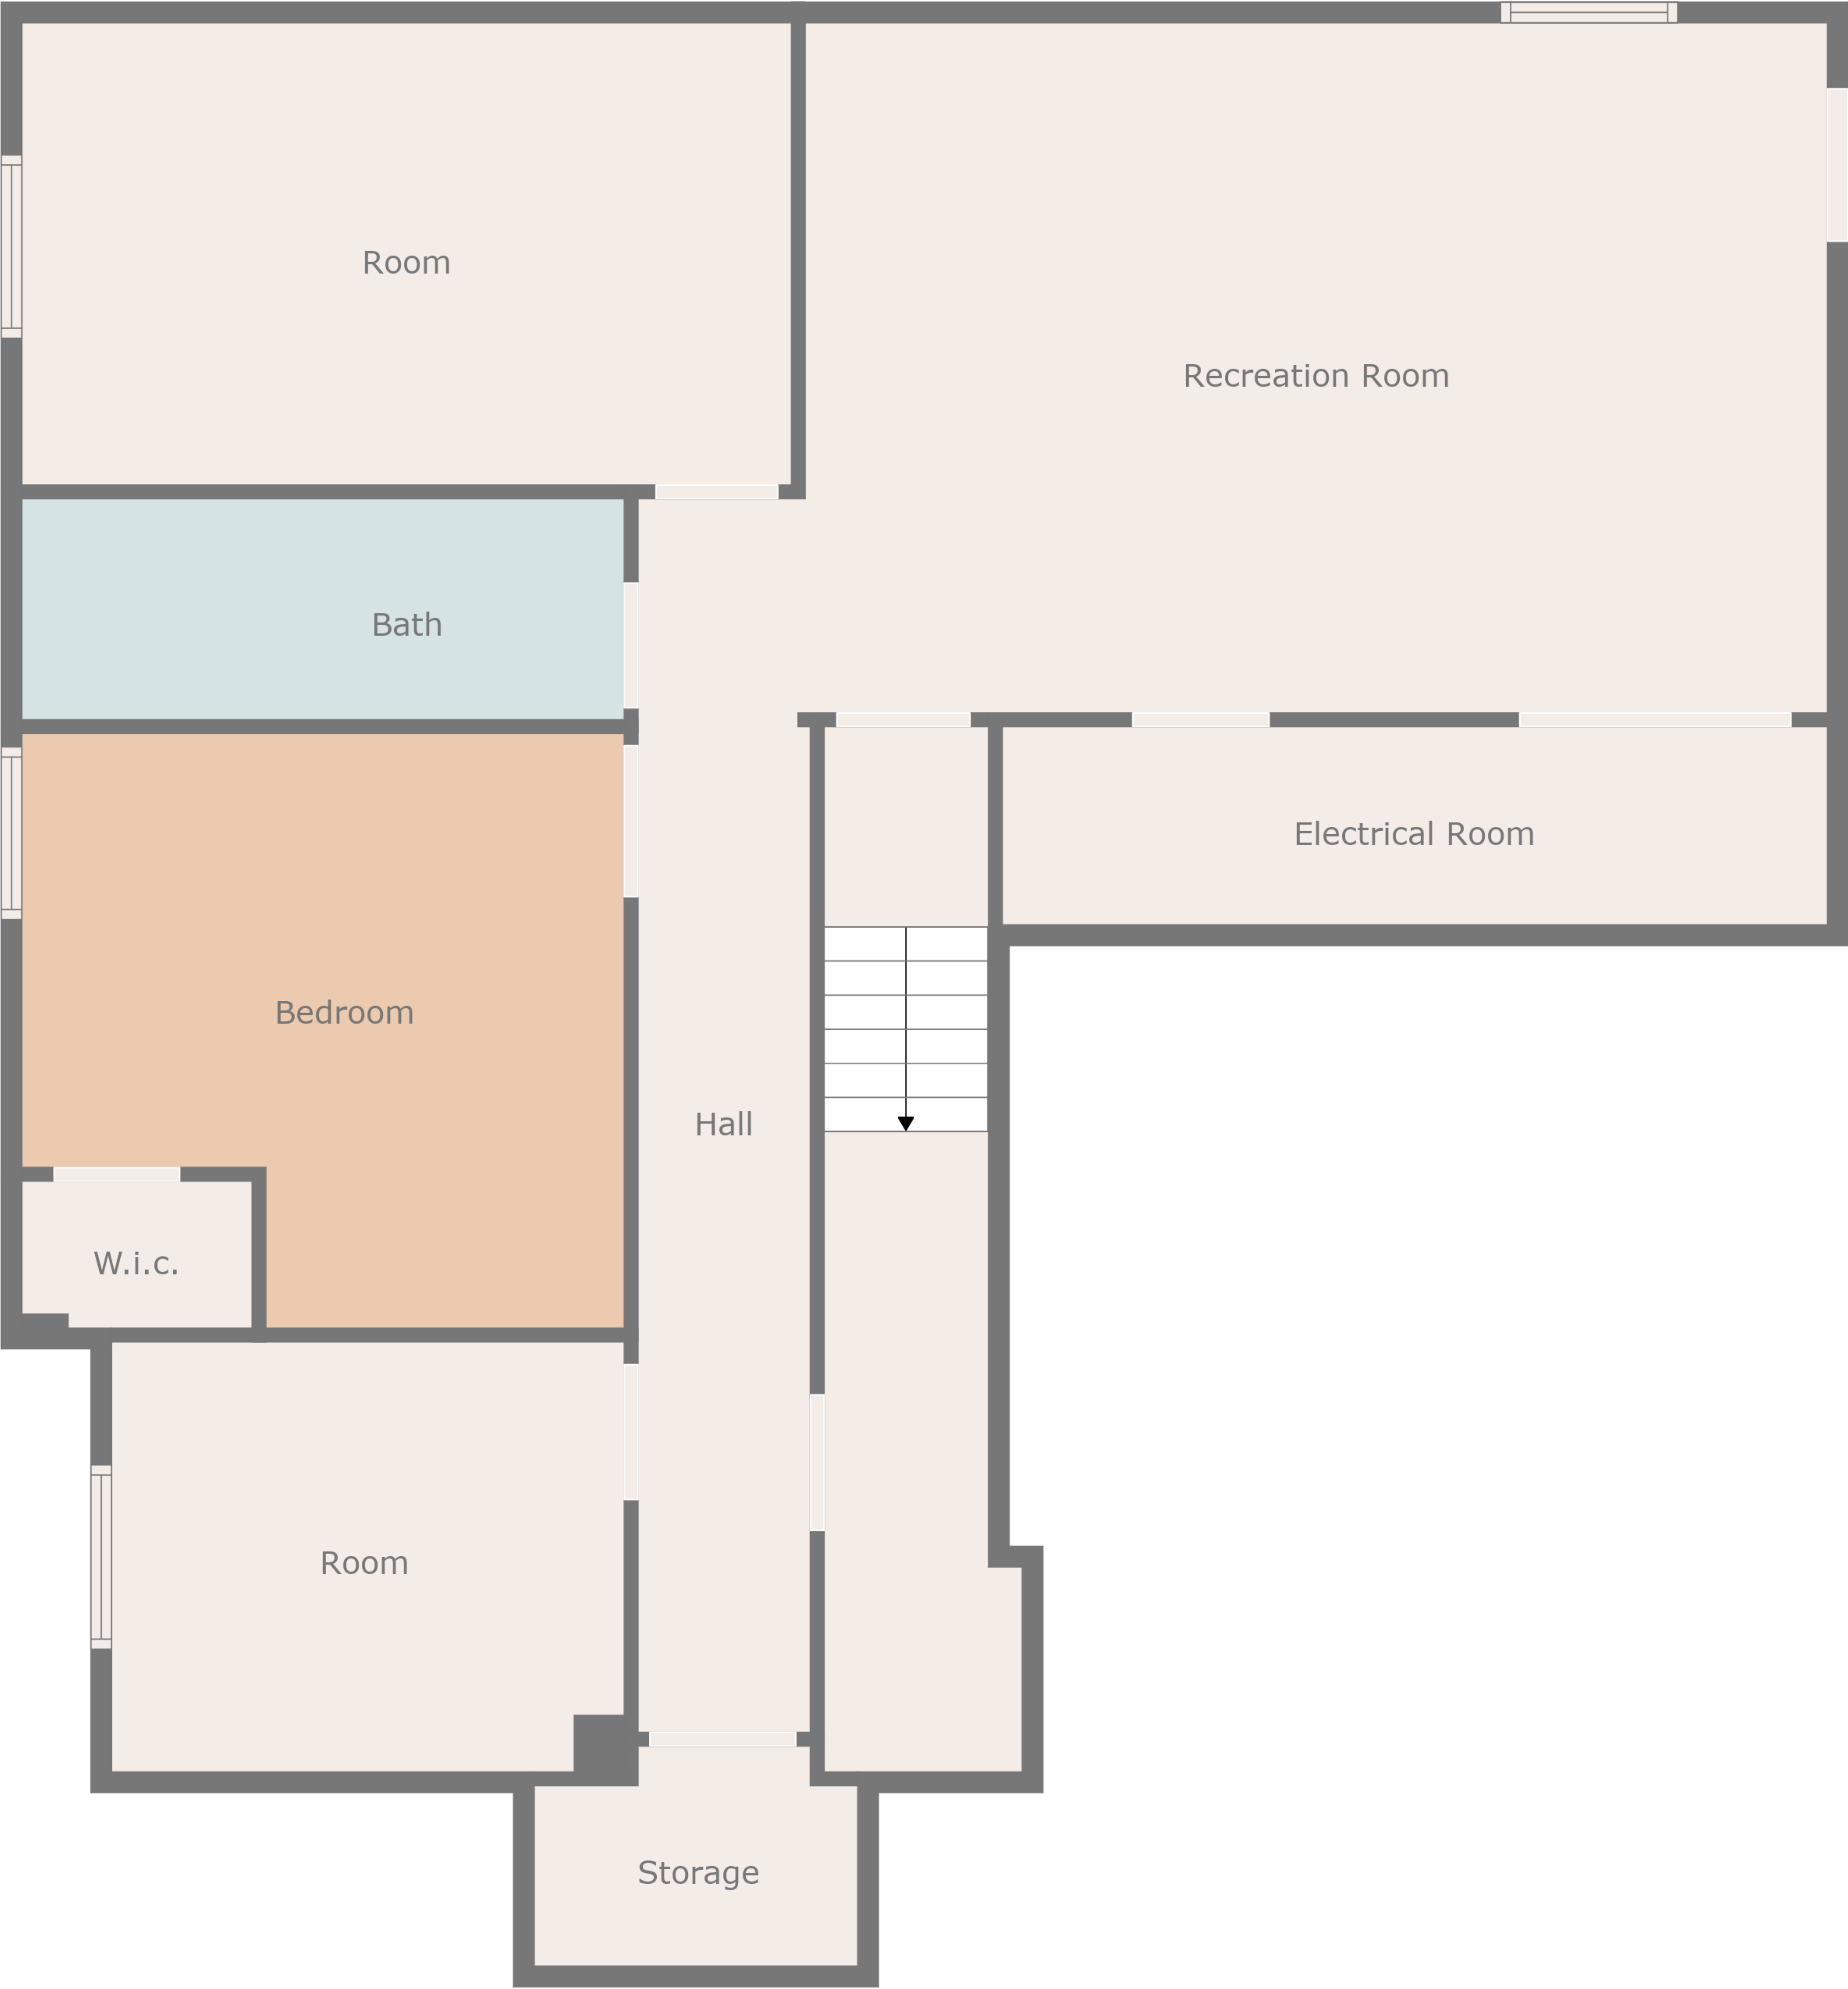 Room
Recreation Room
Bath
Electrical Room
Bedroom
Hall
W.i.c.
Room
Storage